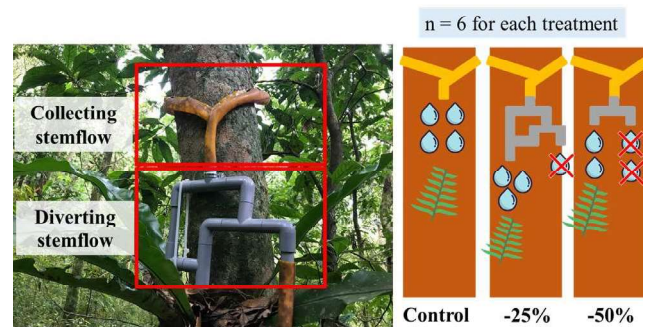 n = 6 for each treatment
Collecting
stemflow
Diverting
stemflow
Control
-25%
-50%